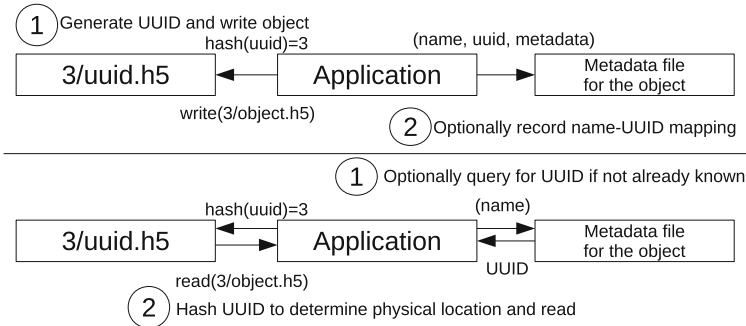 1 Generate UUID and write object
hash(uuid)=3
(name, uuid, metadata)
3/uuid.h5
Application
Metadata file
for the object
write(3/object.h5)
2 Optionally record name-UUID mapping
1 Optionally query for UUID if not already known
hash(uuid)=3
(name)
3/uuid.h5
Application
Metadata file
for the object
read(3/object.h5)
UUID
2 Hash UUID to determine physical location and read